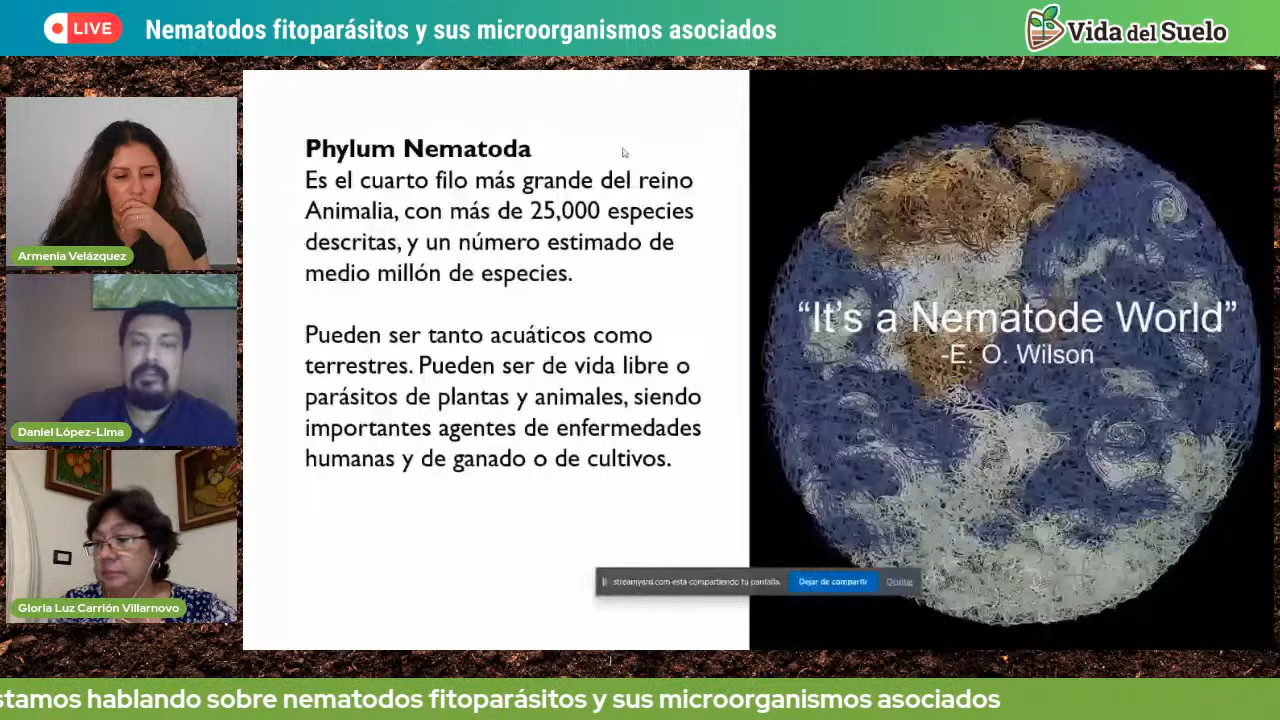 LIVE
Nematodos fitoparásitos y sus microorganismos asociados
Vida del Suelo
Armenia Velázquez
Daniel López-Lima
Gloria Luz Carrión Villarnovo
Phylum Nematoda
Es el cuarto filo más grande del reino
Animalia, con más de 25,000 especies
descritas, y un número estimado de
medio millón de especies.
Pueden ser tanto acuáticos como
terrestres. Pueden ser de vida libre o
parásitos de plantas y animales, siendo
importantes agentes de enfermedades
humanas y de ganado o de cultivos.
“It's a Nematode World”
-E. O. Wilson
streamyard.com está compartiendo tu pantalla.
Dejar de compartir
Ocultar
stamos hablando sobre nematodos fitoparásitos y sus microorganismos asociados